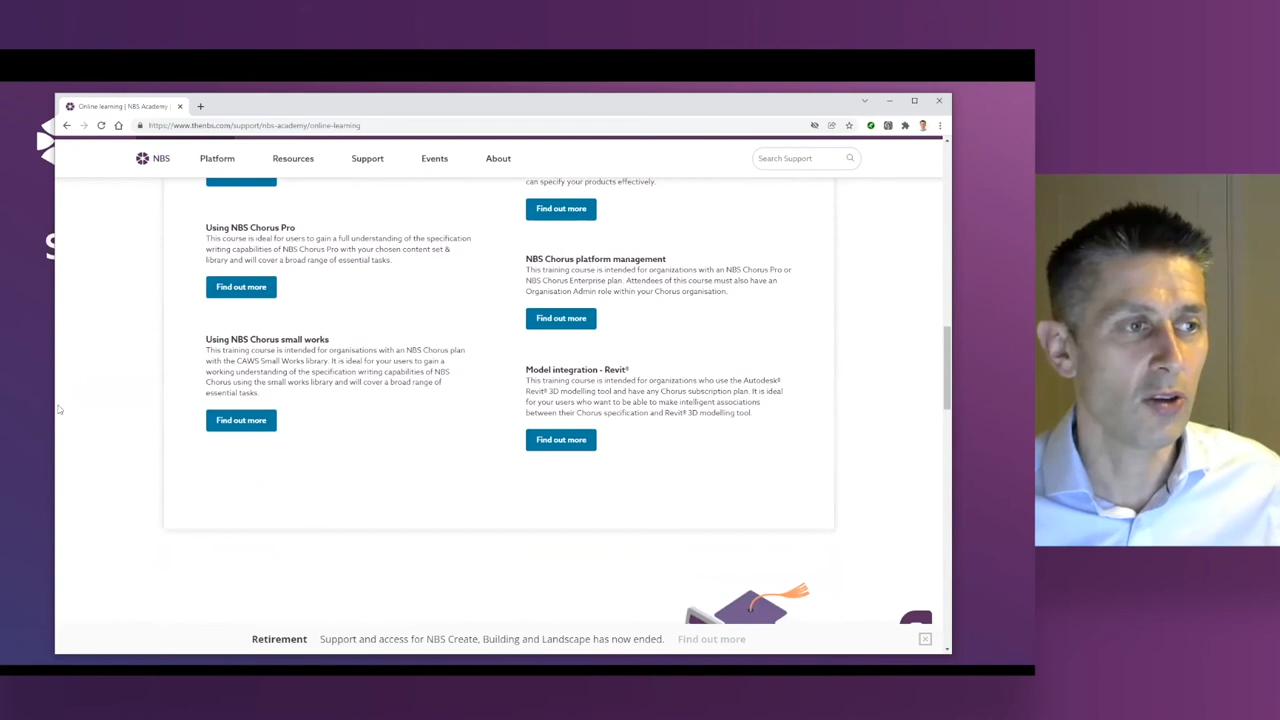 Online learning | NBS Academy |
https://www.thenbs.com/support/nbs-academy/online-learning
NBS
Platform
Resources
Support
Events
About
Search Support
can specify your products effectively.
Find out more
Using NBS Chorus Pro
This course is ideal for users to gain a full understanding of the specification
writing capabilities of NBS Chorus Pro with your chosen content set &
library and will cover a broad range of essential tasks.
Find out more
NBS Chorus platform management
This training course is intended for organizations with an NBS Chorus Pro or
NBS Chorus Enterprise plan. Attendees of this course must also have an
Organisation Admin role within your Chorus organisation.
Find out more
Using NBS Chorus small works
This training course is intended for organisations with an NBS Chorus plan
with the CAWS Small Works library. It is ideal for your users to gain a
working understanding of the specification writing capabilities of NBS
Chorus using the small works library and will cover a broad range of
essential tasks.
Find out more
Model integration - Revit®
This training course is intended for organizations who use the Autodesk®
Revit® 3D modelling tool and have any Chorus subscription plan. It is ideal
for your users who want to be able to make intelligent associations
between their Chorus specification and Revit® 3D modelling tool.
Find out more
Retirement Support and access for NBS Create, Building and Landscape has now ended. Find out more